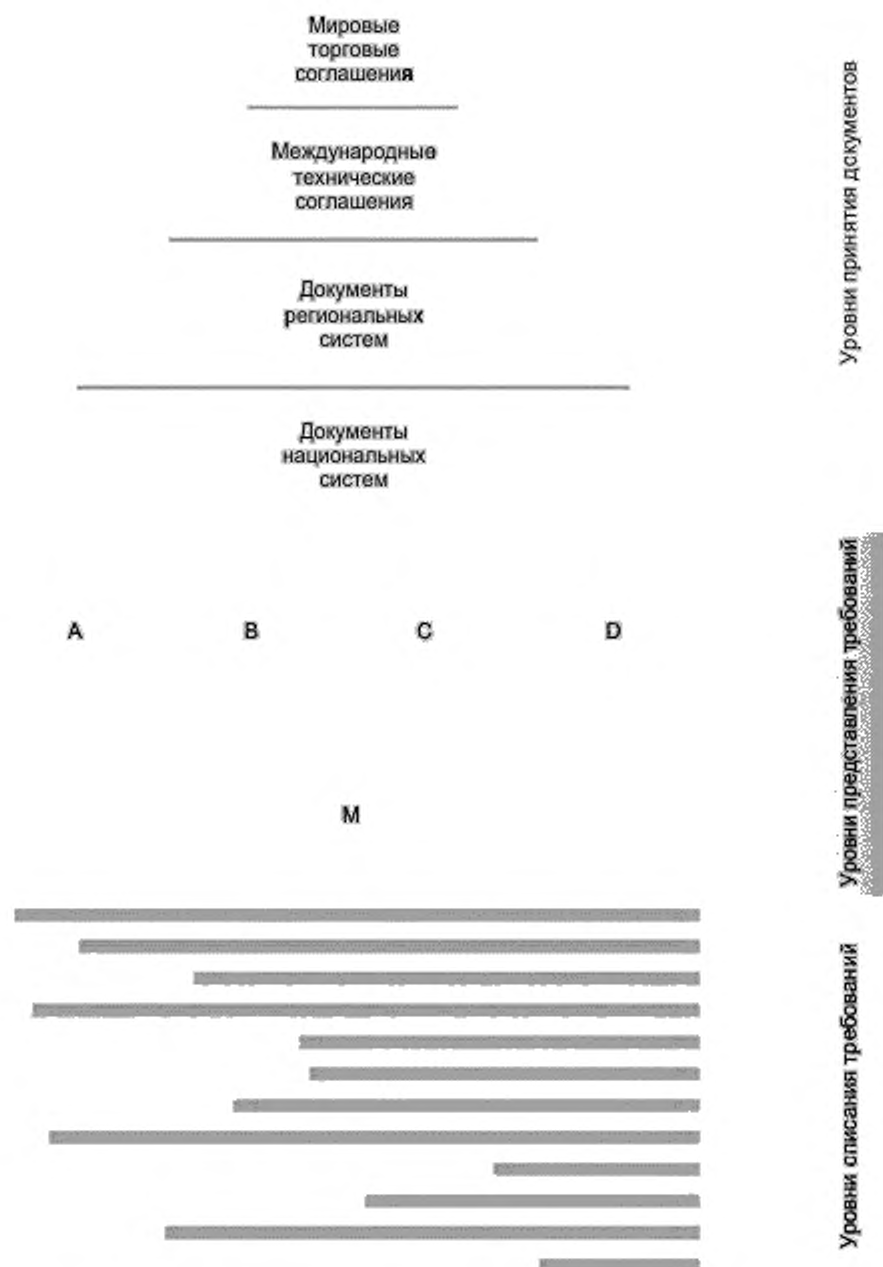 Мировые
торговые
соглашения
Международные
технические
соглашения
Документы
региональных
систем
Документы
национальных
систем
Уровни принятия документов
A B C D
M
Уровни представления требований
Уровни описания требований